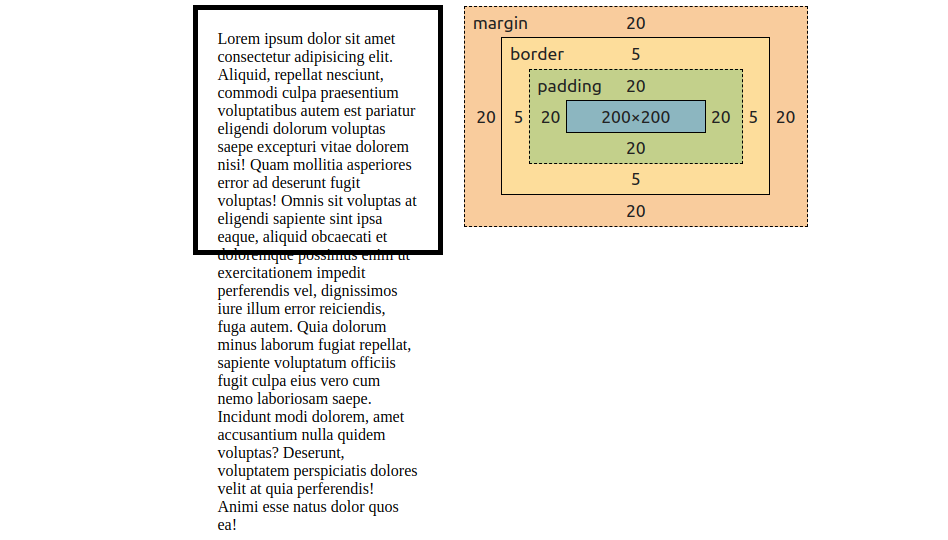 Lorem ipsum dolor sit amet
consectetur adipisicing elit.
Aliquid, repellat nesciunt,
commodi culpa praesentium
voluptatibus autem est pariatur
eligendi dolorum voluptas
saepe excepturi vitae dolorem
nisi! Quam mollitia asperiores
error ad deserunt fugit
voluptas! Omnis sit voluptas at
eligendi sapiente sint ipsa
eaque, aliquid obcaecati et
doloremque possimus enim ut
exercitationem impedit
perferendis vel, dignissimos
iure illum error reiciendis,
fuga autem. Quia dolorum
minus laborum fugiat repellat,
sapiente voluptatum officiis
fugit culpa eius vero cum
nemo laboriosam saepe.
Incidunt modi dolorem, amet
accusantium nulla quidem
voluptas? Deserunt,
voluptatem perspiciatis dolores
velit at quia perferendis!
Animi esse natus dolor quos
ea!
margin 20
border 5
padding 20
20 5 20 200×200 20 5 20
20
5
20